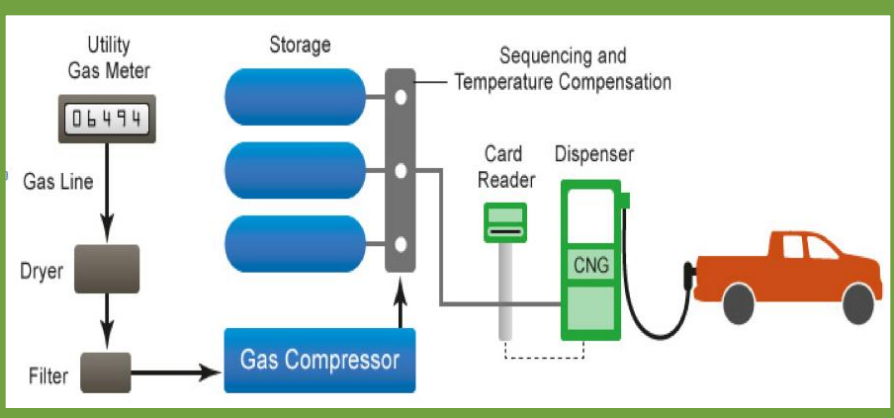 Utility
Gas Meter
06494
Gas Line
Dryer
Filter
Gas Compressor
Storage
Sequencing and
Temperature Compensation
Card
Reader
Dispenser
CNG